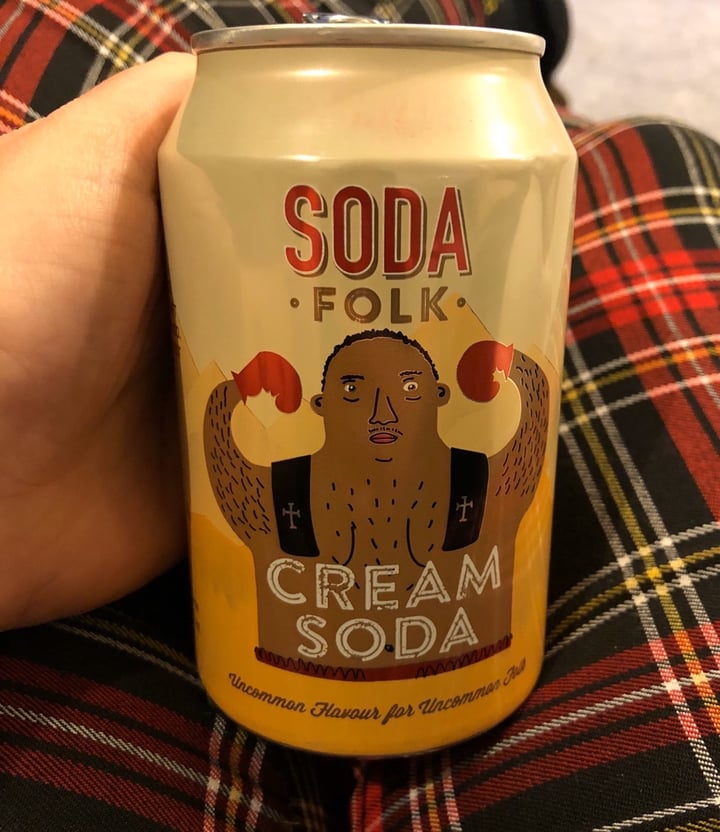 SODA
·FOLK·
CREAM
SODA
Uncommon Flavour for Uncommon Folk